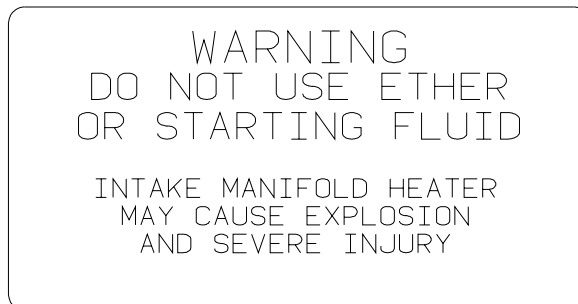 WARNING
DO NOT USE ETHER
OR STARTING FLUID
INTAKE MANIFOLD HEATER
MAY CAUSE EXPLOSION
AND SEVERE INJURY